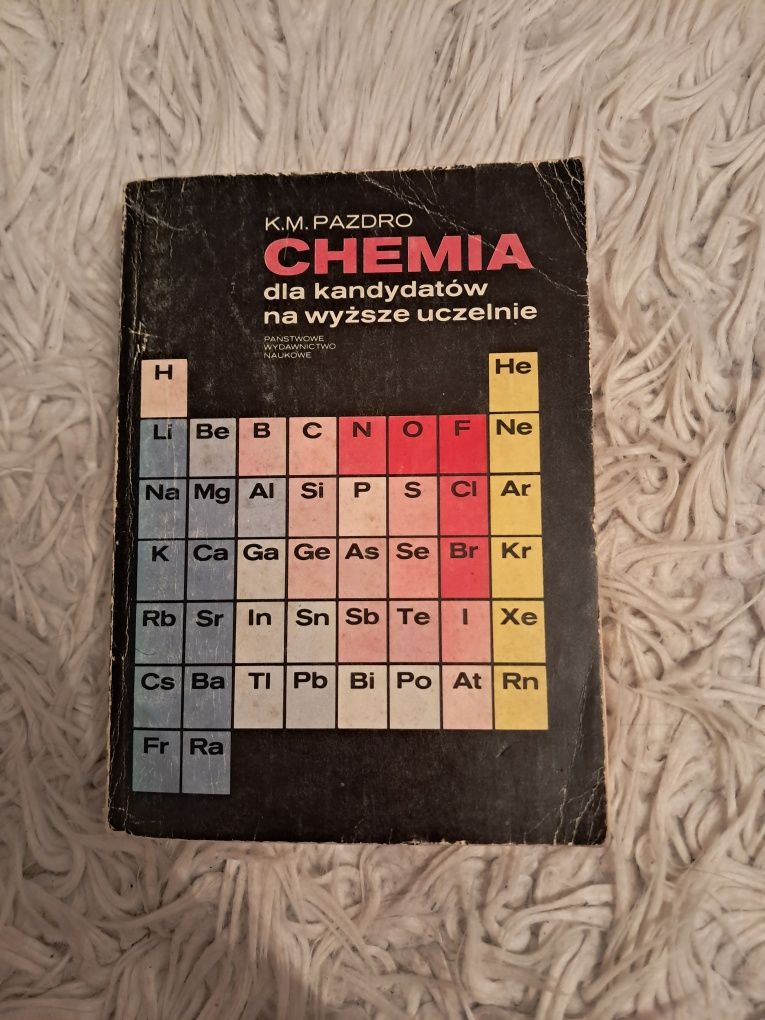 K.M. PAZDRO
CHEMIA
dla kandydatów
na wyższe uczelnie
PAŃSTWOWE
WYDAWNICTWO
NAUKOWE
H He
Li Be B C N O F Ne
Na Mg Al Si P S Cl Ar
K Ca Ga Ge As Se Br Kr
Rb Sr In Sn Sb Te I Xe
Cs Ba Tl Pb Bi Po At Rn
Fr Ra